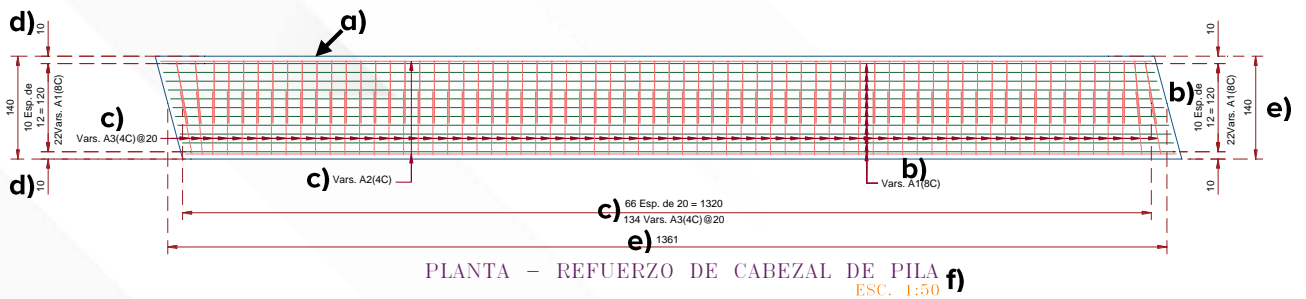 d)
10
a)
10
140
10 Esp. de
12 = 120
22Vars. A1(8C)
b)
10 Esp. de
12 = 120
22Vars. A1(8C)
140
e)
c)
Vars. A3(4C)@20
d)
10
c) Vars. A2(4C)
b)
Vars. A1(8C)
10
c) 66 Esp. de 20 = 1320
134 Vars. A3(4C)@20
e) 1361
PLANTA - REFUERZO DE CABEZAL DE PILA f)
ESC. 1:50